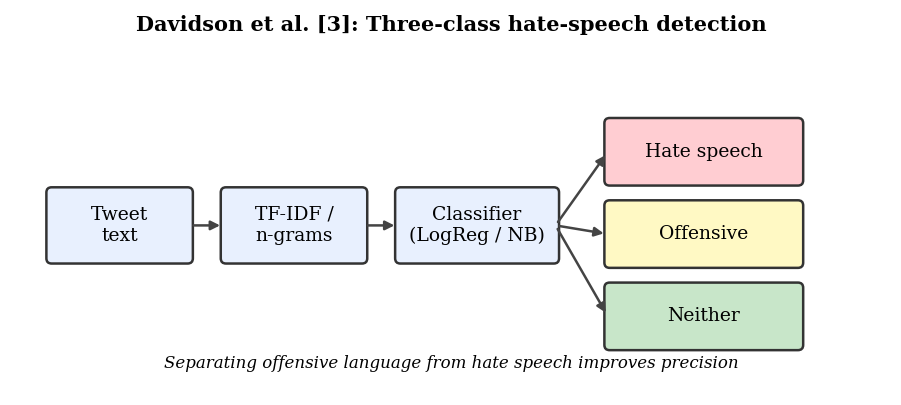 Davidson et al. [3]: Three-class hate-speech detection
Tweet
text
TF-IDF /
n-grams
Classifier
(LogReg / NB)
Hate speech
Offensive
Neither
Separating offensive language from hate speech improves precision